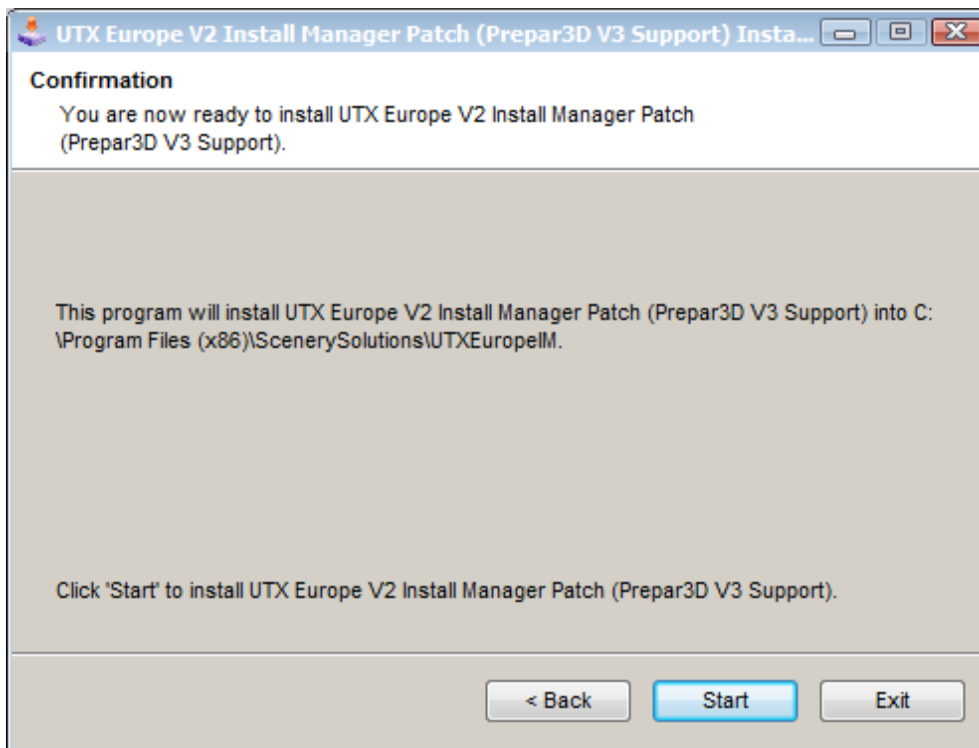 UTX Europe V2 Install Manager Patch (Prepar3D V3 Support) Insta...
Confirmation
You are now ready to install UTX Europe V2 Install Manager Patch
(Prepar3D V3 Support).
This program will install UTX Europe V2 Install Manager Patch (Prepar3D V3 Support) into C:
\Program Files (x86)\ScenerySolutions\UTXEuropeIM.
Click 'Start' to install UTX Europe V2 Install Manager Patch (Prepar3D V3 Support).
< Back Start Exit